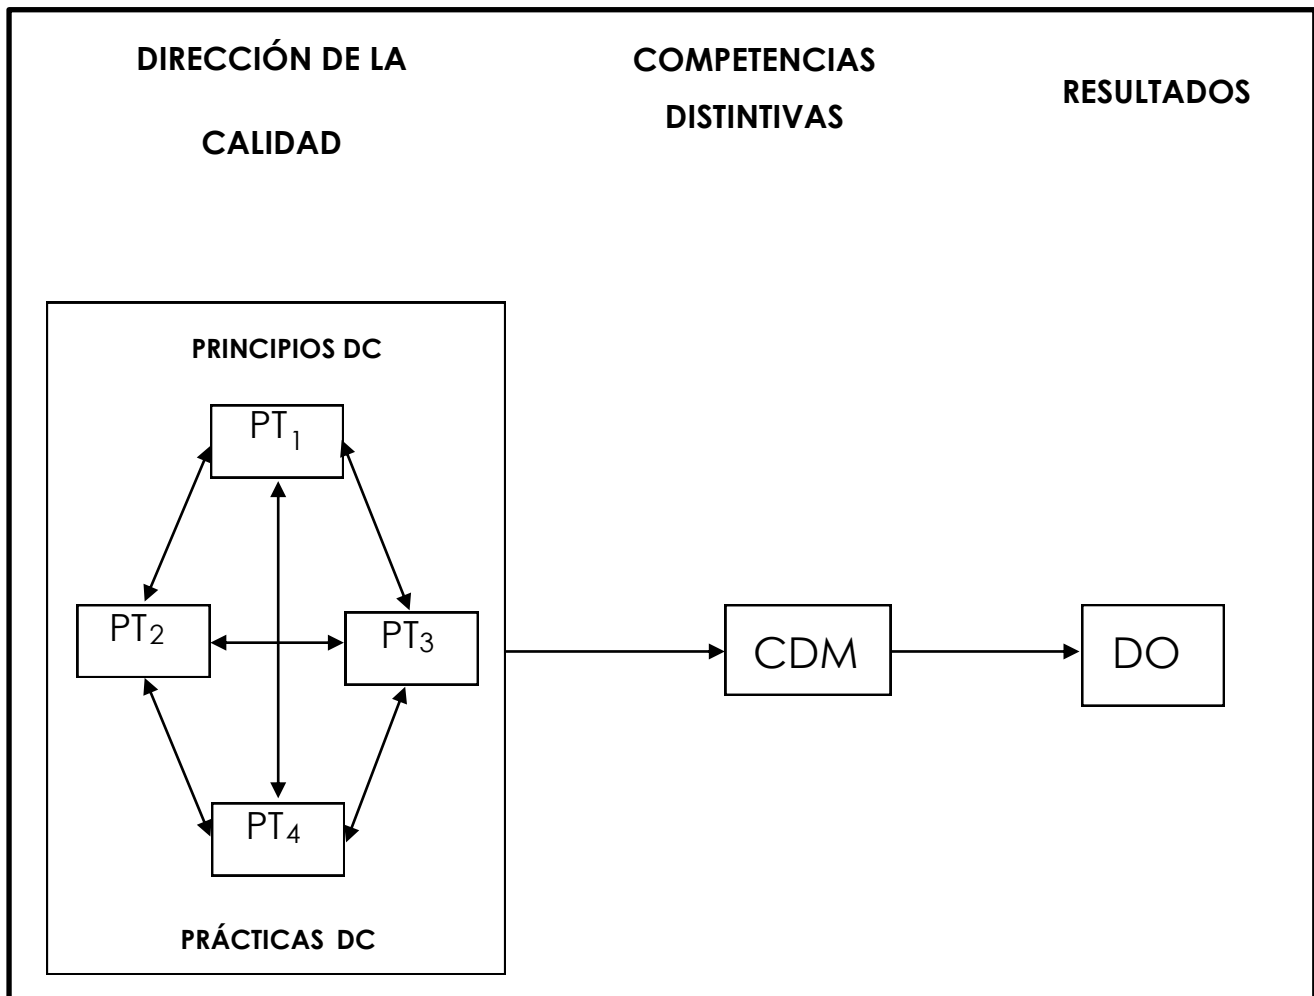 DIRECCIÓN DE LA
CALIDAD
COMPETENCIAS
DISTINTIVAS
RESULTADOS
PRINCIPIOS DC
PT1
PT2
PT3
PT4
PRÁCTICAS DC
CDM
DO